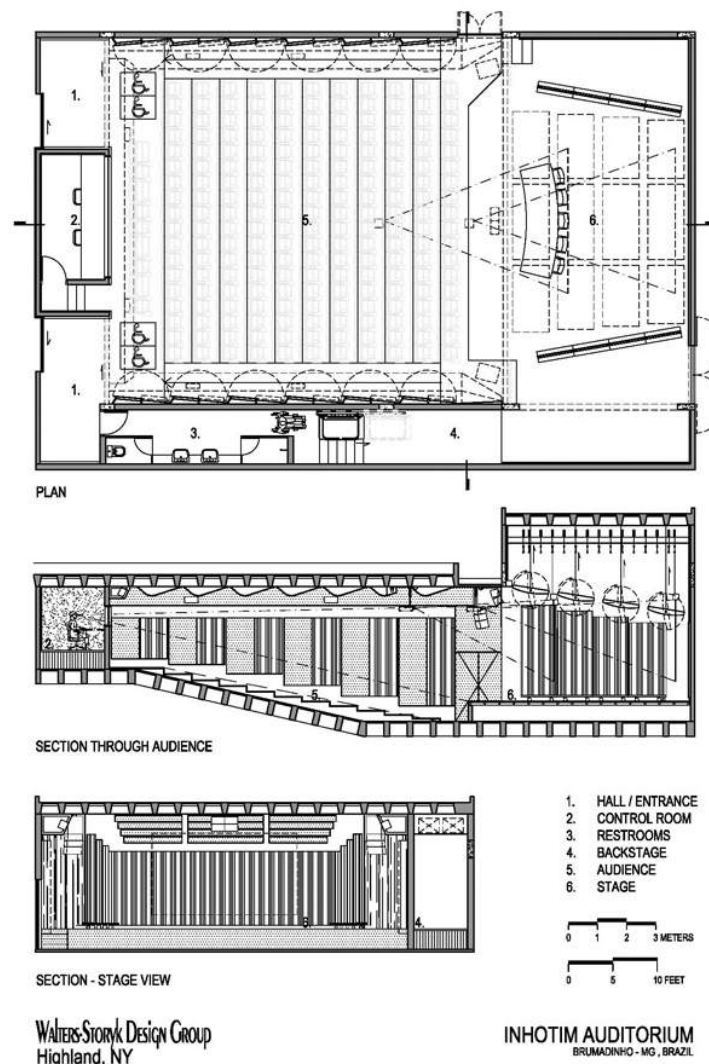 1.
2.
1.
3.
4.
5.
6.
PLAN
2.
5.
6.
SECTION THROUGH AUDIENCE
6.
4.
SECTION - STAGE VIEW
1. HALL / ENTRANCE
2. CONTROL ROOM
3. RESTROOMS
4. BACKSTAGE
5. AUDIENCE
6. STAGE
0 1 2 3 METERS
0 5 10 FEET
WALTERS-STORYK DESIGN GROUP
Highland, NY
INHOTIM AUDITORIUM
BRUMADINHO - MG, BRAZIL